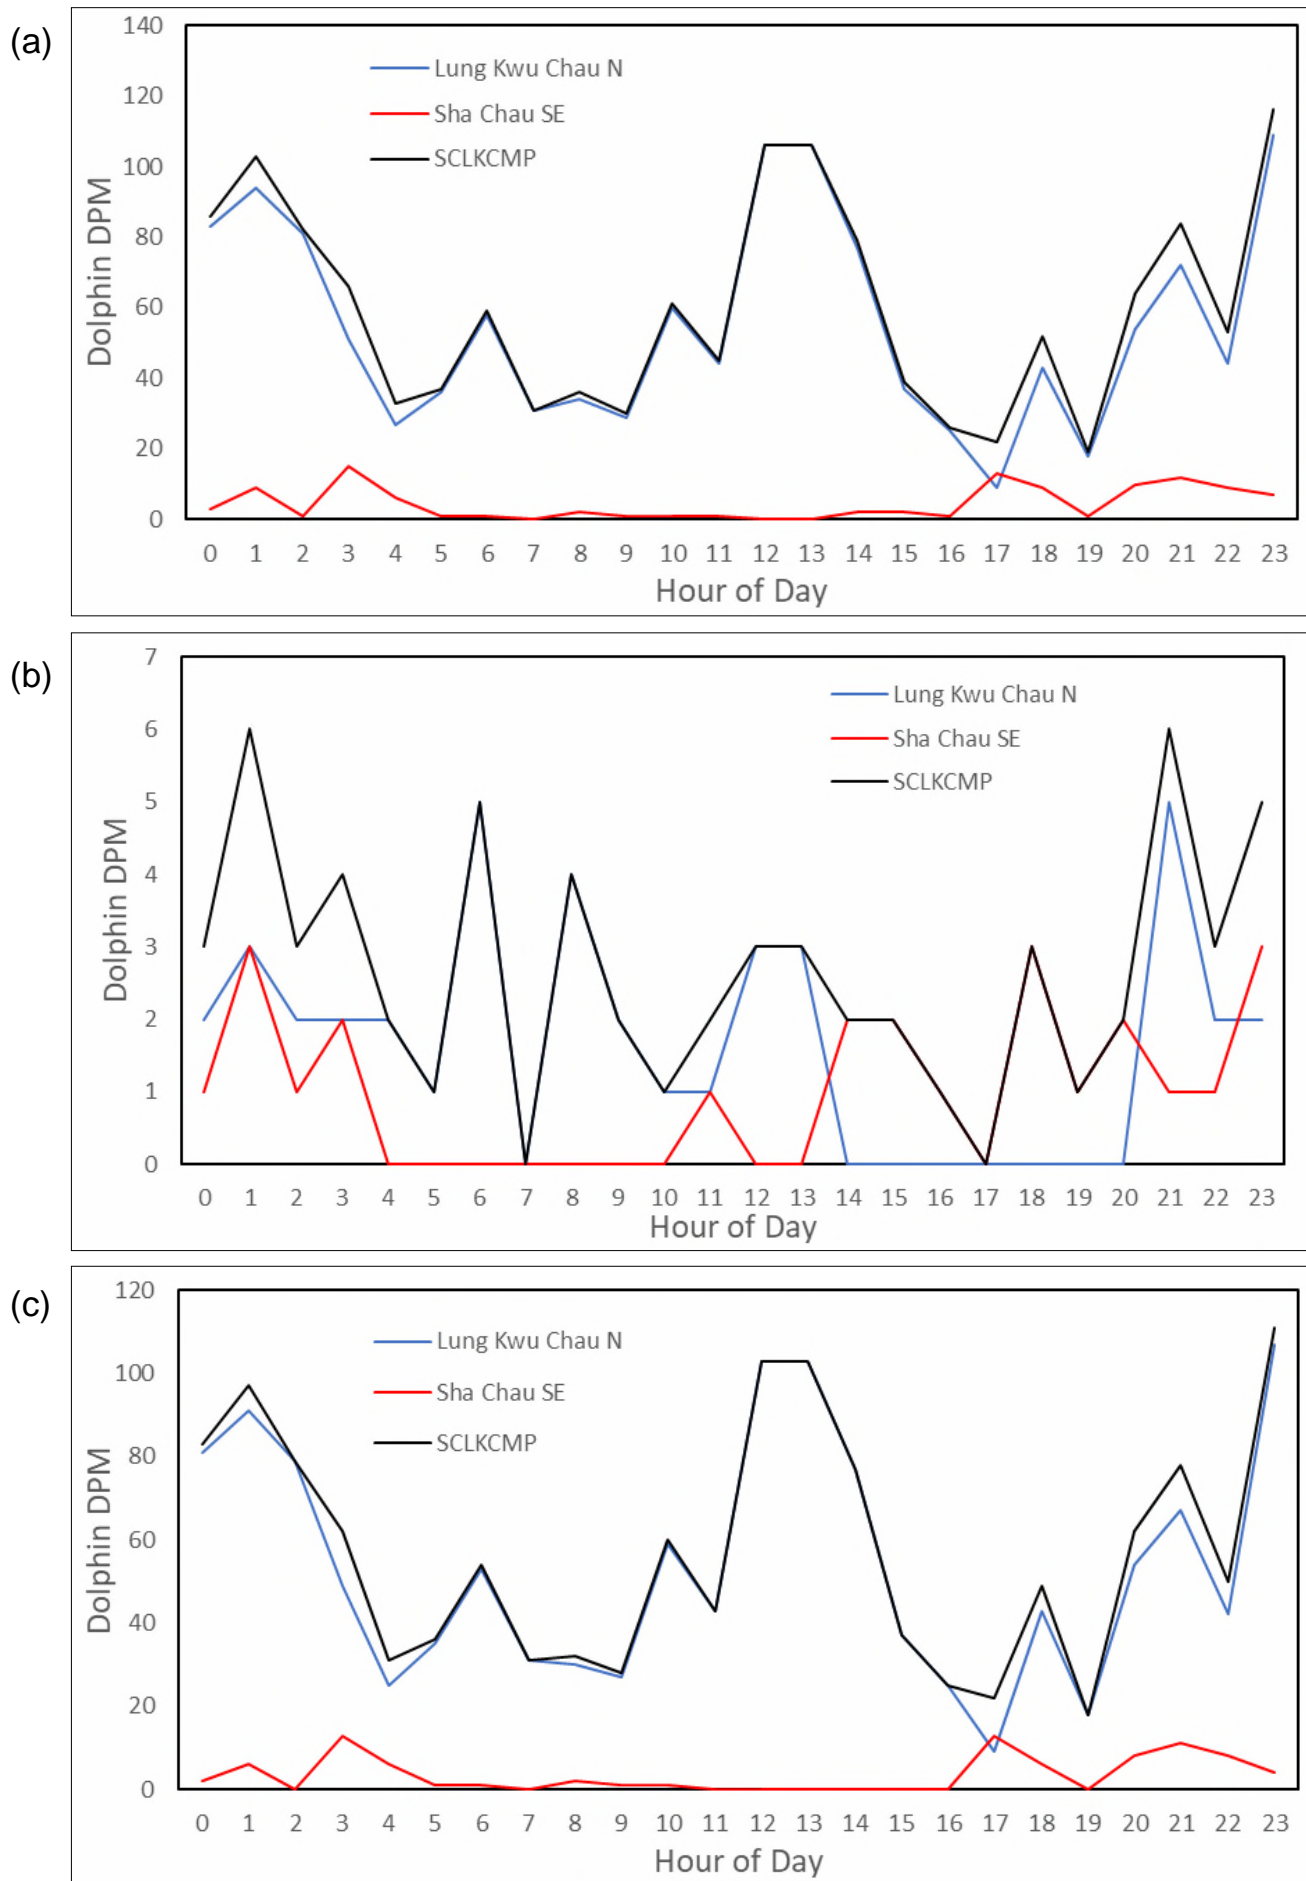 (a)
140
120
100
80
60
40
20
0
Dolphin DPM
Lung Kwu Chau N
Sha Chau SE
SCLKCMP
0 1 2 3 4 5 6 7 8 9 10 11 12 13 14 15 16 17 18 19 20 21 22 23
Hour of Day
(b)
7
6
5
4
3
2
1
0
Dolphin DPM
Lung Kwu Chau N
Sha Chau SE
SCLKCMP
0 1 2 3 4 5 6 7 8 9 10 11 12 13 14 15 16 17 18 19 20 21 22 23
Hour of Day
(c)
120
100
80
60
40
20
0
Dolphin DPM
Lung Kwu Chau N
Sha Chau SE
SCLKCMP
0 1 2 3 4 5 6 7 8 9 10 11 12 13 14 15 16 17 18 19 20 21 22 23
Hour of Day